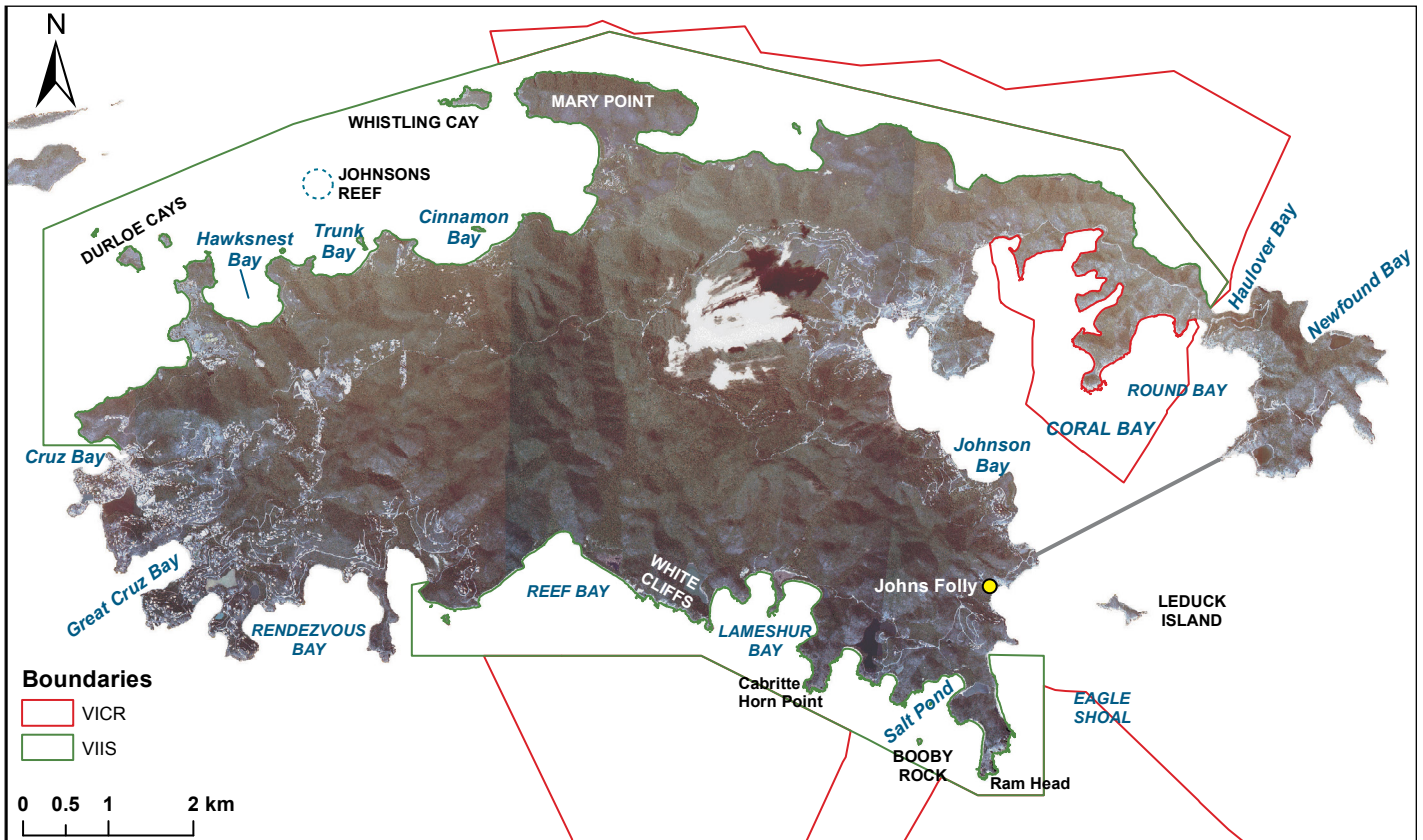 N
MARY POINT
WHISTLING CAY
JOHNSONS
REEF
DURLOE CAYS
Hawksnest
Bay
Trunk
Bay
Cinnamon
Bay
Haulover Bay
Newfound Bay
ROUND BAY
CORAL BAY
Johnson
Bay
Cruz Bay
Great Cruz Bay
RENDEZVOUS
BAY
REEF BAY
WHITE
CLIFFS
LAMESHUR
BAY
Johns Folly
LEDUCK
ISLAND
Cabritte
Horn Point
Salt Pond
EAGLE
SHOAL
BOOBY
ROCK
Ram Head
Boundaries
VICR
VIIS
0 0.5 1 2 km